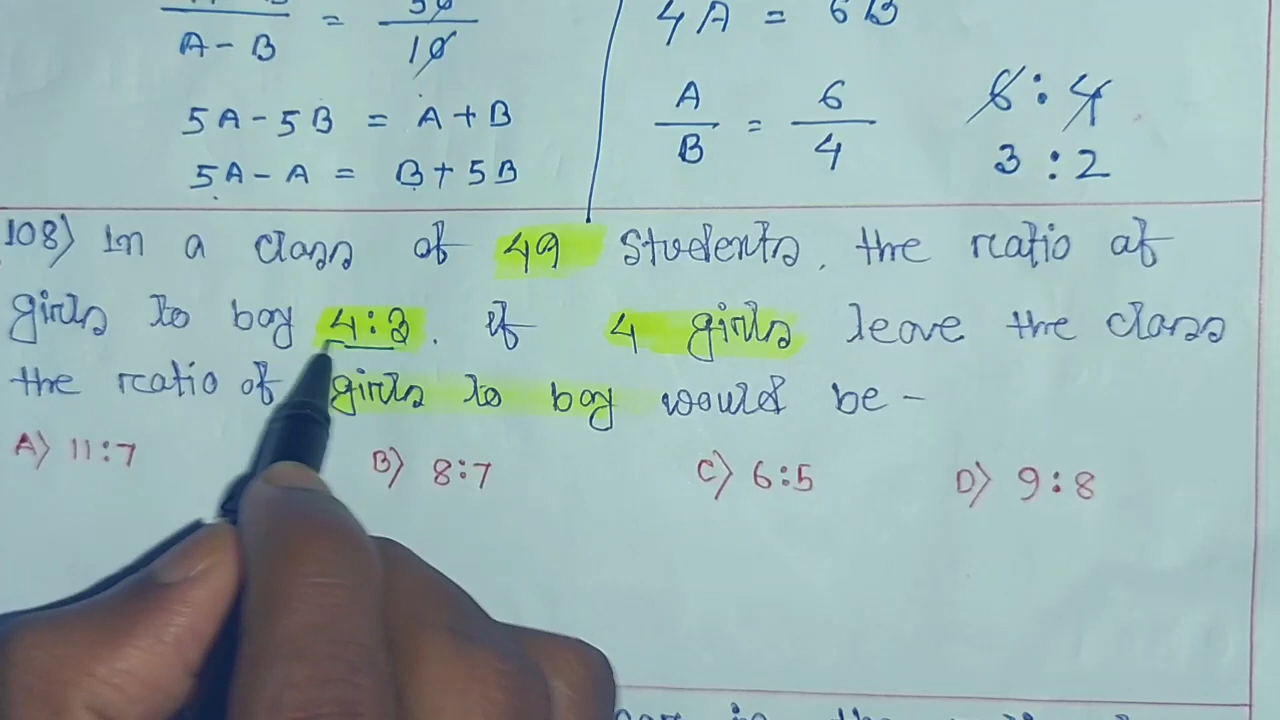 A - B = 10
5A - 5B = A + B
5A - A = B + 5B
4A = 6B
A/B = 6/4 6 : 4
3 : 2
108) In a class of 49 students, the ratio of
girls to boy 4:3. If 4 girls leave the class
the ratio of girls to boy would be -
A) 11:7 B) 8:7 C) 6:5 D) 9:8